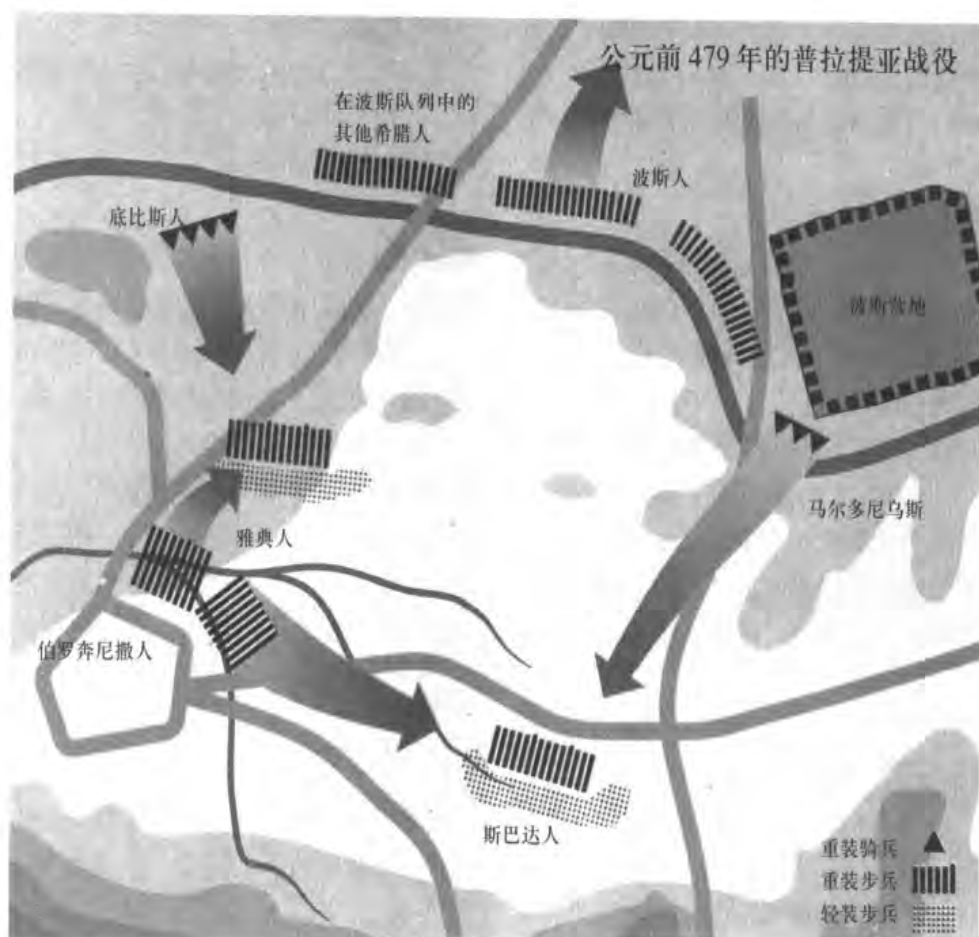 公元前 479 年的普拉提亚战役
在波斯队列中的
其他希腊人
波斯人
底比斯人
波斯营地
马尔多尼乌斯
雅典人
伯罗奔尼撒人
斯巴达人
重装骑兵
重装步兵
轻装步兵